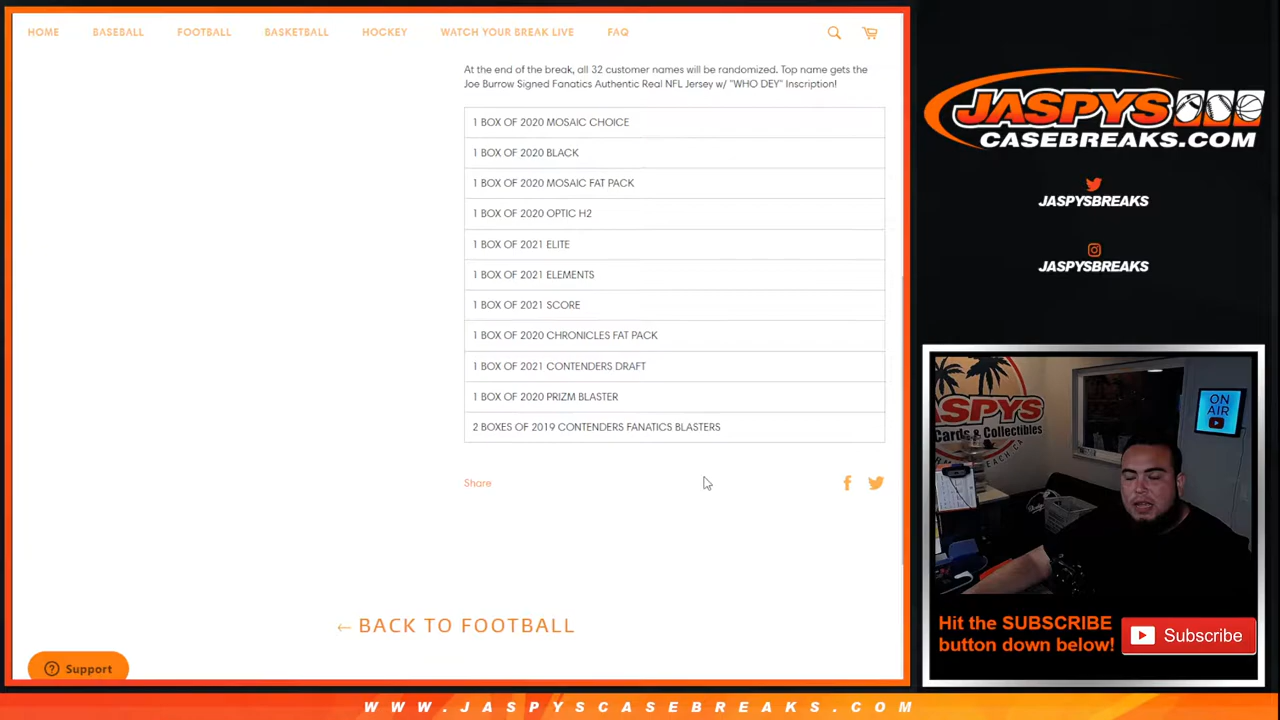 HOME BASEBALL FOOTBALL BASKETBALL HOCKEY WATCH YOUR BREAK LIVE FAQ
At the end of the break, all 32 customer names will be randomized. Top name gets the
Joe Burrow Signed Fanatics Authentic Real NFL Jersey w/ "WHO DEY" Inscription!
1 BOX OF 2020 MOSAIC CHOICE
1 BOX OF 2020 BLACK
1 BOX OF 2020 MOSAIC FAT PACK
1 BOX OF 2020 OPTIC H2
1 BOX OF 2021 ELITE
1 BOX OF 2021 ELEMENTS
1 BOX OF 2021 SCORE
1 BOX OF 2020 CHRONICLES FAT PACK
1 BOX OF 2021 CONTENDERS DRAFT
1 BOX OF 2020 PRIZM BLASTER
2 BOXES OF 2019 CONTENDERS FANATICS BLASTERS
Share
← BACK TO FOOTBALL
Support
JASPYS
CASEBREAKS.COM
JASPYSBREAKS
JASPYSBREAKS
JASPYS
Cards & Collectibles
ON
AIR
Hit the SUBSCRIBE
button down below!
Subscribe
WWW.JASPYSCASEBREAKS.COM